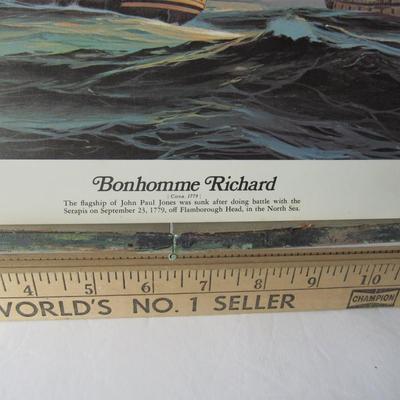 Bonhomme Richard
(Circa 1779)
The flagship of John Paul Jones was sunk after doing battle with the
Serapis on September 23, 1779, off Flamborough Head, in the North Sea.
4 5 6 7 8 9 10
WORLD'S NO. 1 SELLER
CHAMPION